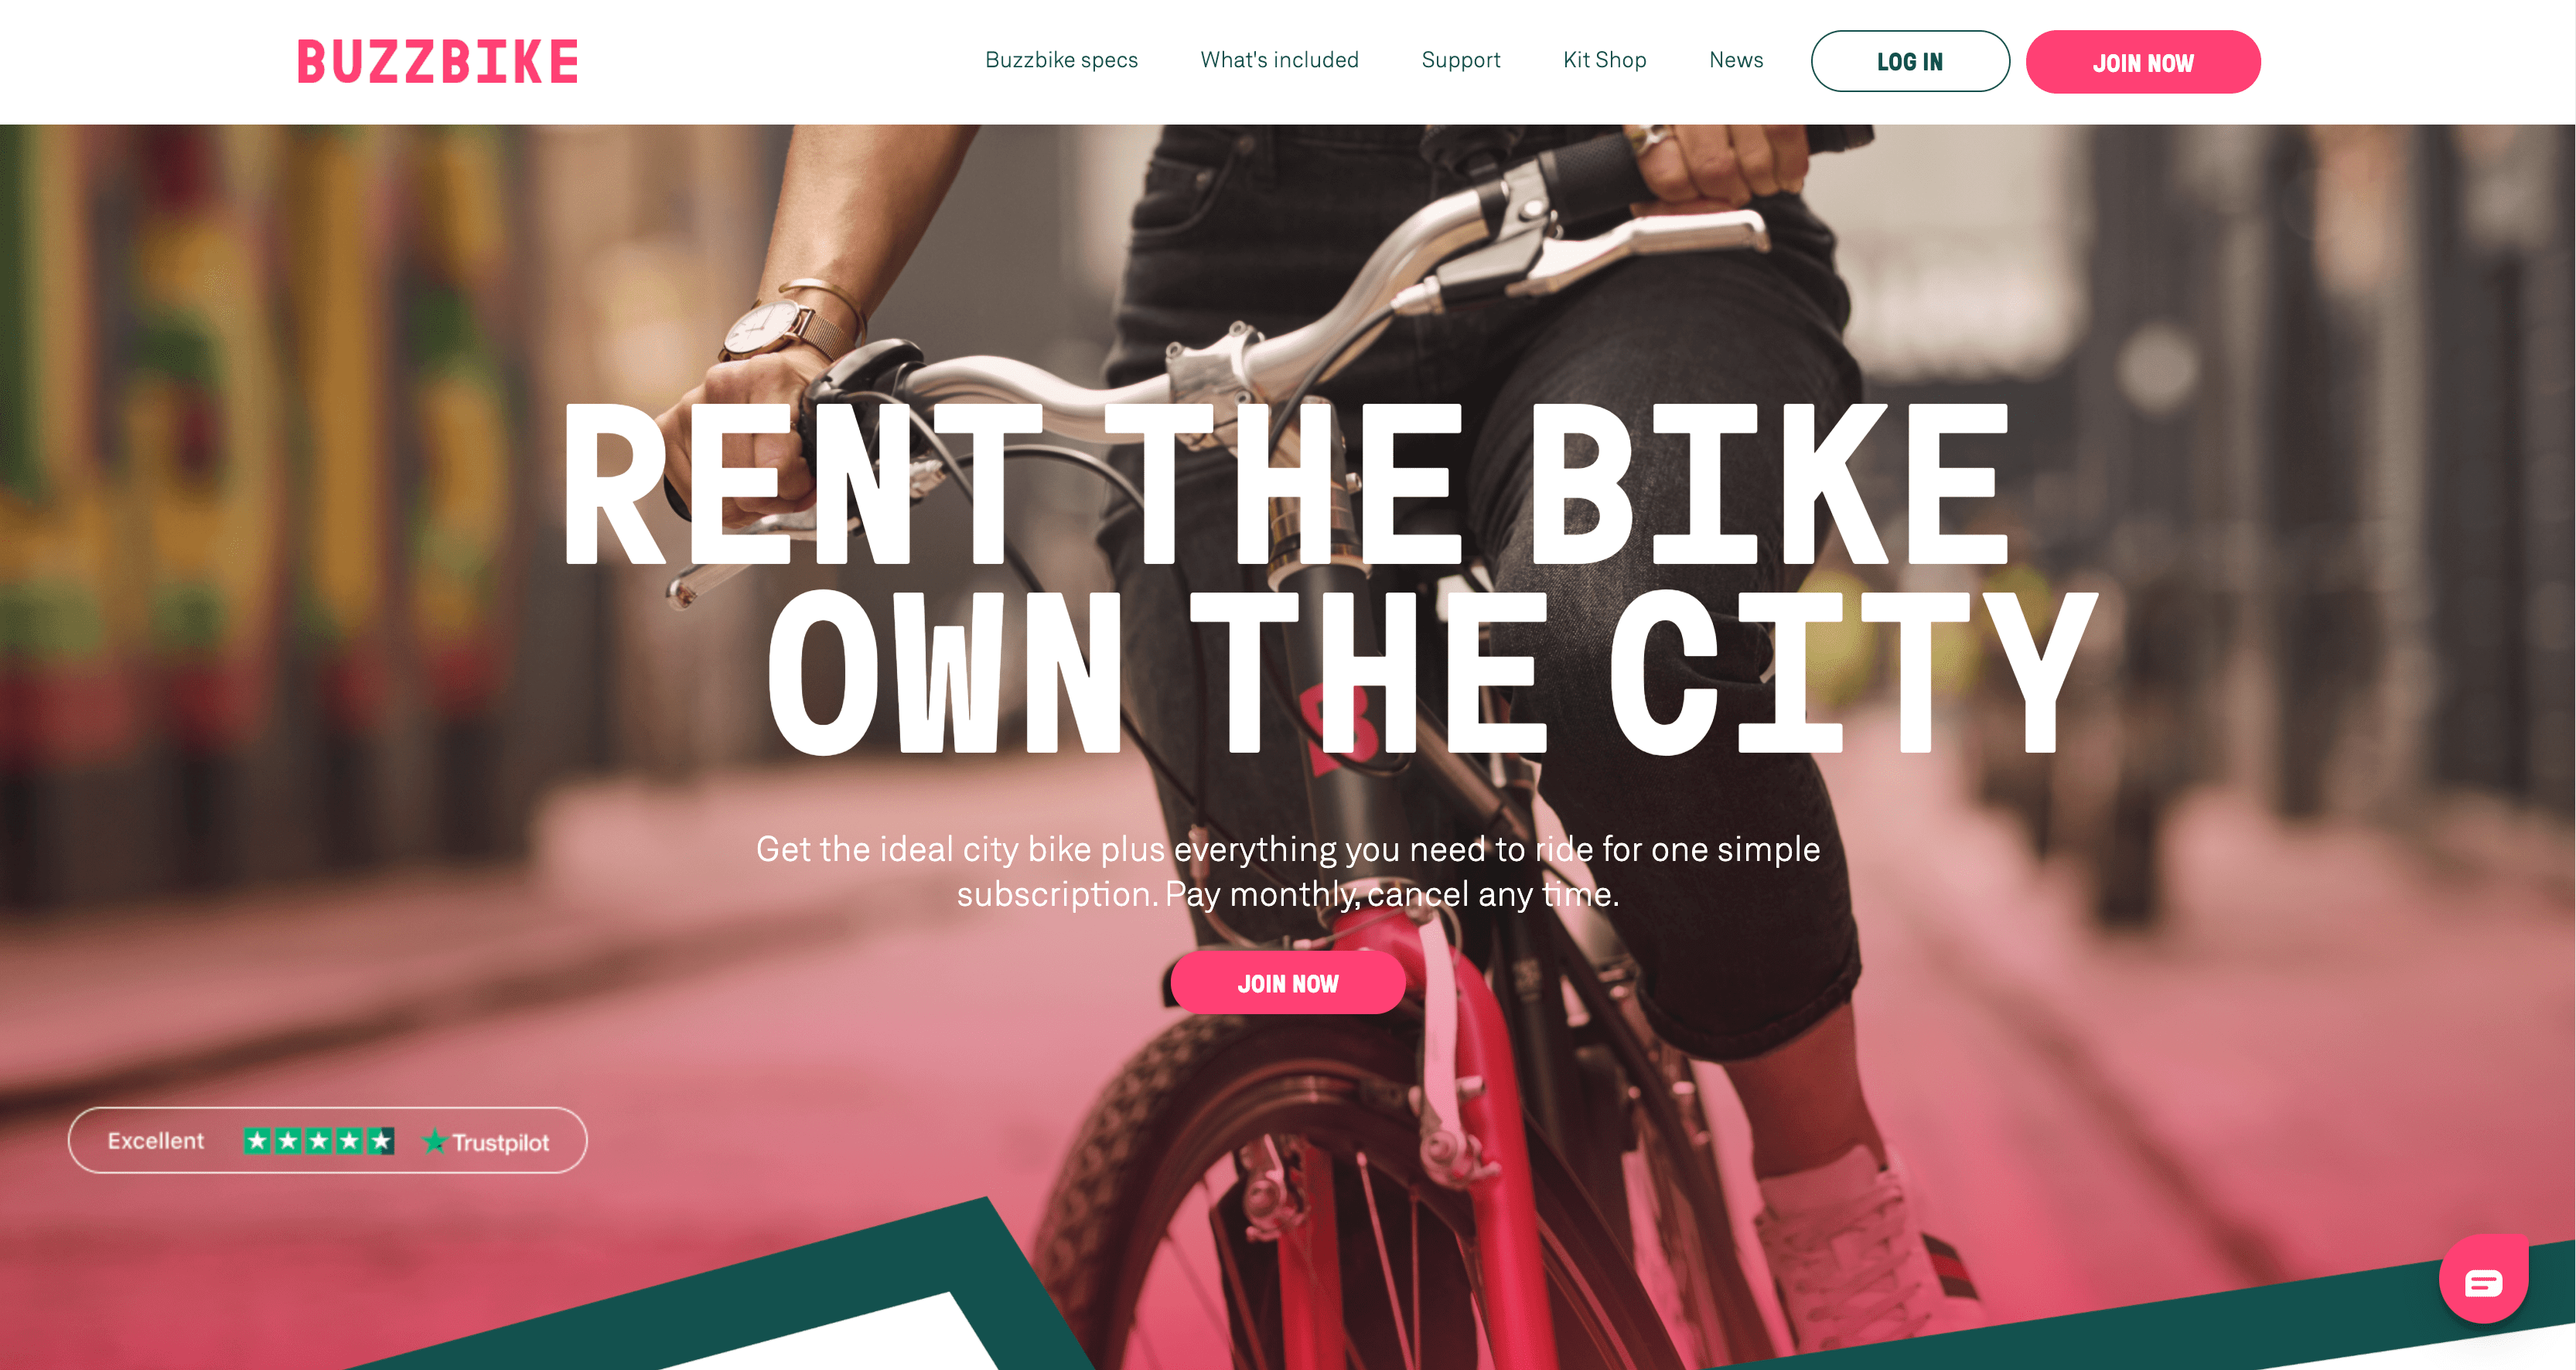 BUZZBIKE
Buzzbike specs
What's included
Support
Kit Shop
News
LOG IN
JOIN NOW
RENT THE BIKE
OWN THE CITY
B
Get the ideal city bike plus everything you need to ride for one simple
subscription. Pay monthly, cancel any time.
JOIN NOW
Excellent
Trustpilot